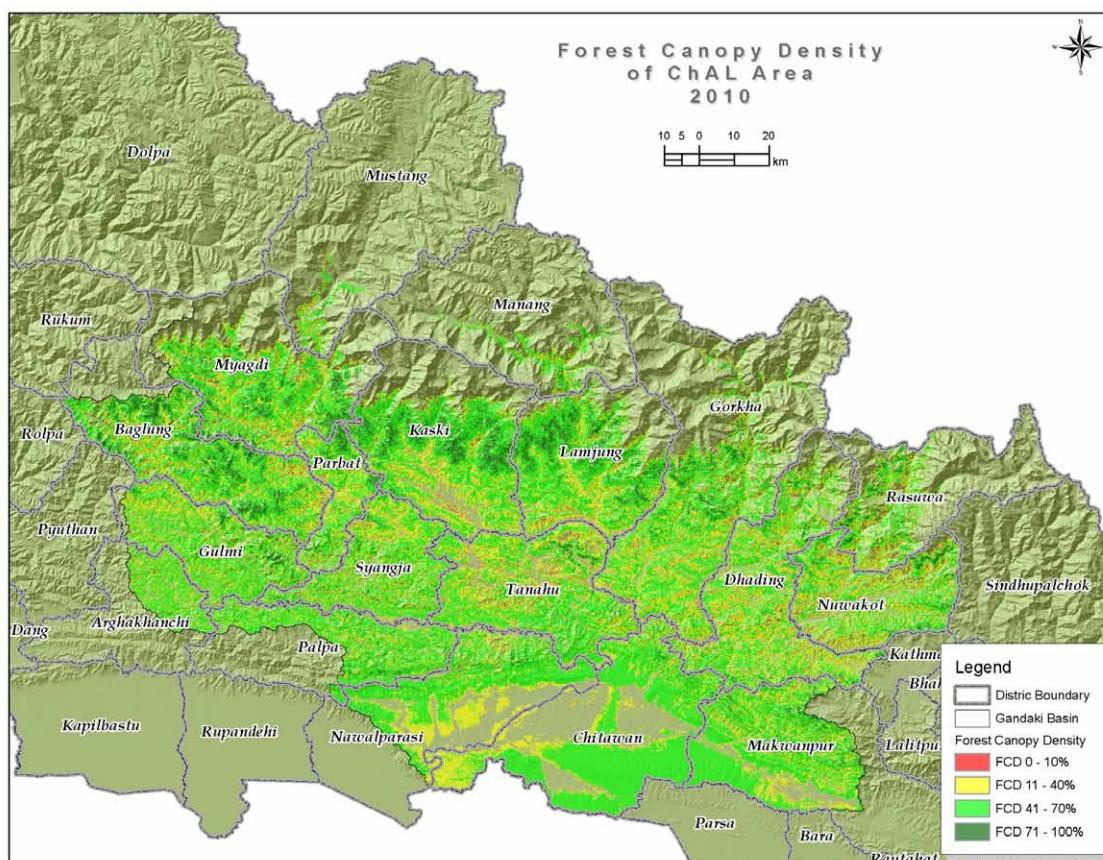 Forest Canopy Density
of ChAL Area
2010
N
10 5 0 10 20
km
Dolpa
Mustang
Manang
Rukum
Myagdi
Gorkha
Rolpa
Baglung
Kaski
Lamjung
Parbat
Rasuwa
Pyuthan
Gulmi
Syangja
Tanahu
Dhading
Nuwakot
Sindhupalchok
Dang
Arghakhanchi
Palpa
Kathma
Bhak
Kapilbastu
Rupandehi
Nawalparasi
Chitawan
Makwanpur
Lalitpu
Parsa
Bara
Rautahat
Legend
Distric Boundary
Gandaki Basin
Forest Canopy Density
FCD 0 - 10%
FCD 11 - 40%
FCD 41 - 70%
FCD 71 - 100%